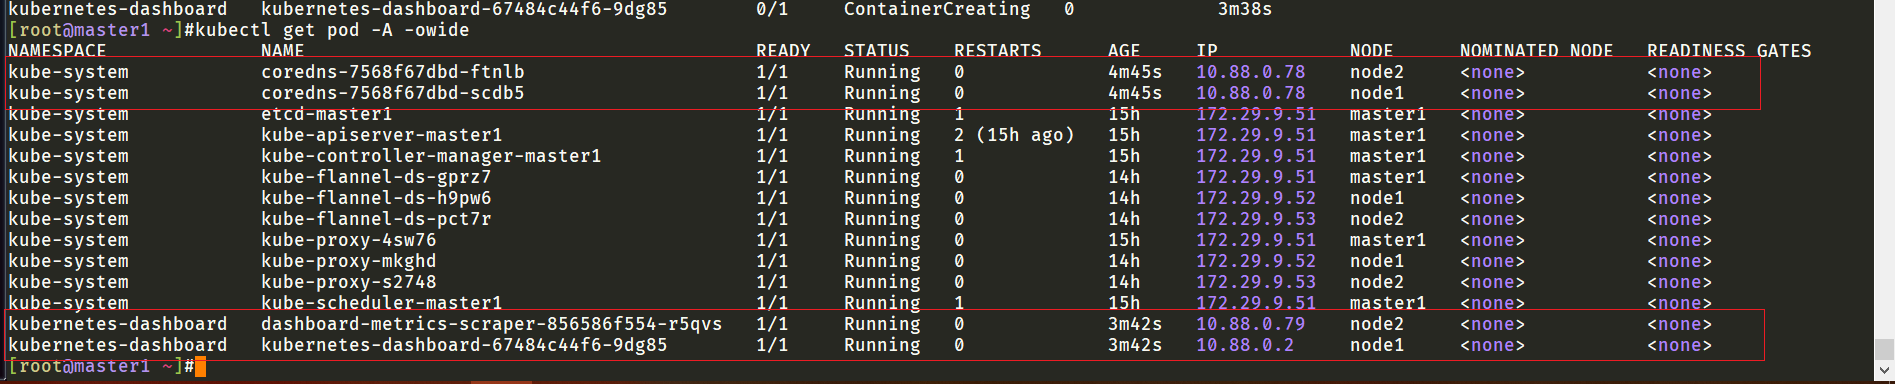 kubernetes-dashboard   kubernetes-dashboard-67484c44f6-9dg85        0/1     ContainerCreating   0             3m38s
[root@master1 ~]#kubectl get pod -A -owide
NAMESPACE              NAME                                         READY   STATUS    RESTARTS      AGE     IP            NODE      NOMINATED NODE   READINESS GATES
kube-system            coredns-7568f67dbd-ftnlb                     1/1     Running   0             4m45s   10.88.0.78    node2     <none>           <none>
kube-system            coredns-7568f67dbd-scdb5                     1/1     Running   0             4m45s   10.88.0.78    node1     <none>           <none>
kube-system            etcd-master1                                 1/1     Running   1             15h     172.29.9.51   master1   <none>           <none>
kube-system            kube-apiserver-master1                       1/1     Running   2 (15h ago)   15h     172.29.9.51   master1   <none>           <none>
kube-system            kube-controller-manager-master1              1/1     Running   1             15h     172.29.9.51   master1   <none>           <none>
kube-system            kube-flannel-ds-gprz7                        1/1     Running   0             14h     172.29.9.51   master1   <none>           <none>
kube-system            kube-flannel-ds-h9pw6                        1/1     Running   0             14h     172.29.9.52   node1     <none>           <none>
kube-system            kube-flannel-ds-pct7r                        1/1     Running   0             14h     172.29.9.53   node2     <none>           <none>
kube-system            kube-proxy-4sw76                             1/1     Running   0             15h     172.29.9.51   master1   <none>           <none>
kube-system            kube-proxy-mkghd                             1/1     Running   0             14h     172.29.9.52   node1     <none>           <none>
kube-system            kube-proxy-s2748                             1/1     Running   0             14h     172.29.9.53   node2     <none>           <none>
kube-system            kube-scheduler-master1                       1/1     Running   1             15h     172.29.9.51   master1   <none>           <none>
kubernetes-dashboard   dashboard-metrics-scraper-856586f554-r5qvs   1/1     Running   0             3m42s   10.88.0.79    node2     <none>           <none>
kubernetes-dashboard   kubernetes-dashboard-67484c44f6-9dg85        1/1     Running   0             3m42s   10.88.0.2     node1     <none>           <none>
[root@master1 ~]#